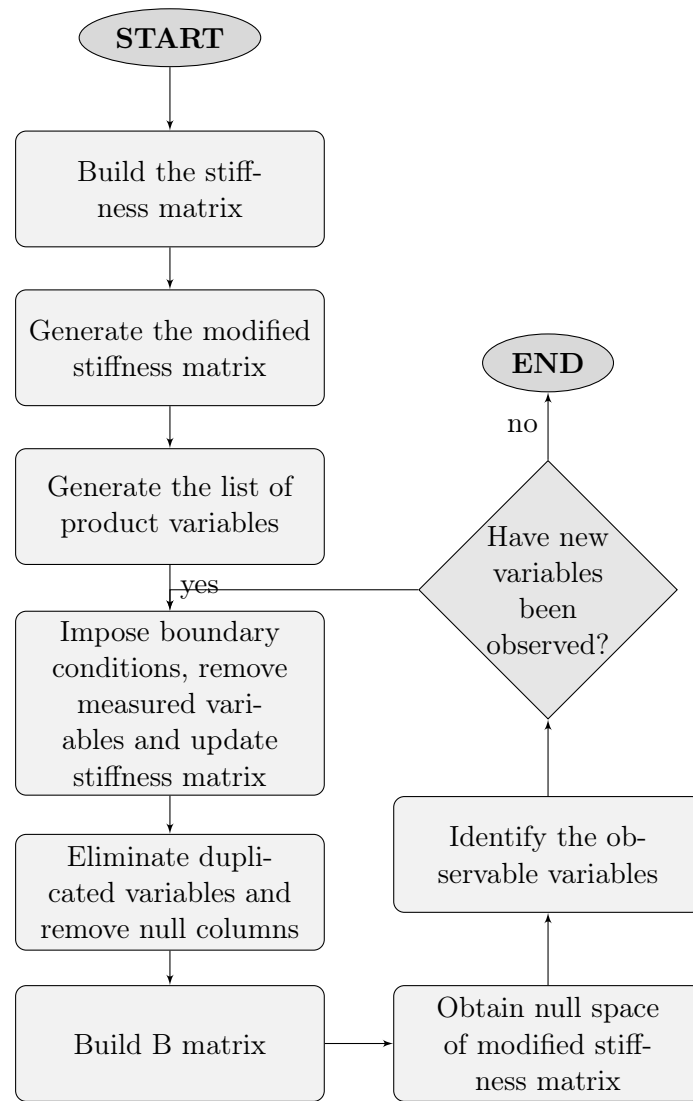 START
Build the stiff-
ness matrix
Generate the modified
stiffness matrix
Generate the list of
product variables
yes
Impose boundary
conditions, remove
measured vari-
ables and update
stiffness matrix
Eliminate dupli-
cated variables and
remove null columns
Build B matrix
Obtain null space
of modified stiff-
ness matrix
Identify the ob-
servable variables
Have new
variables
been
observed?
no
END